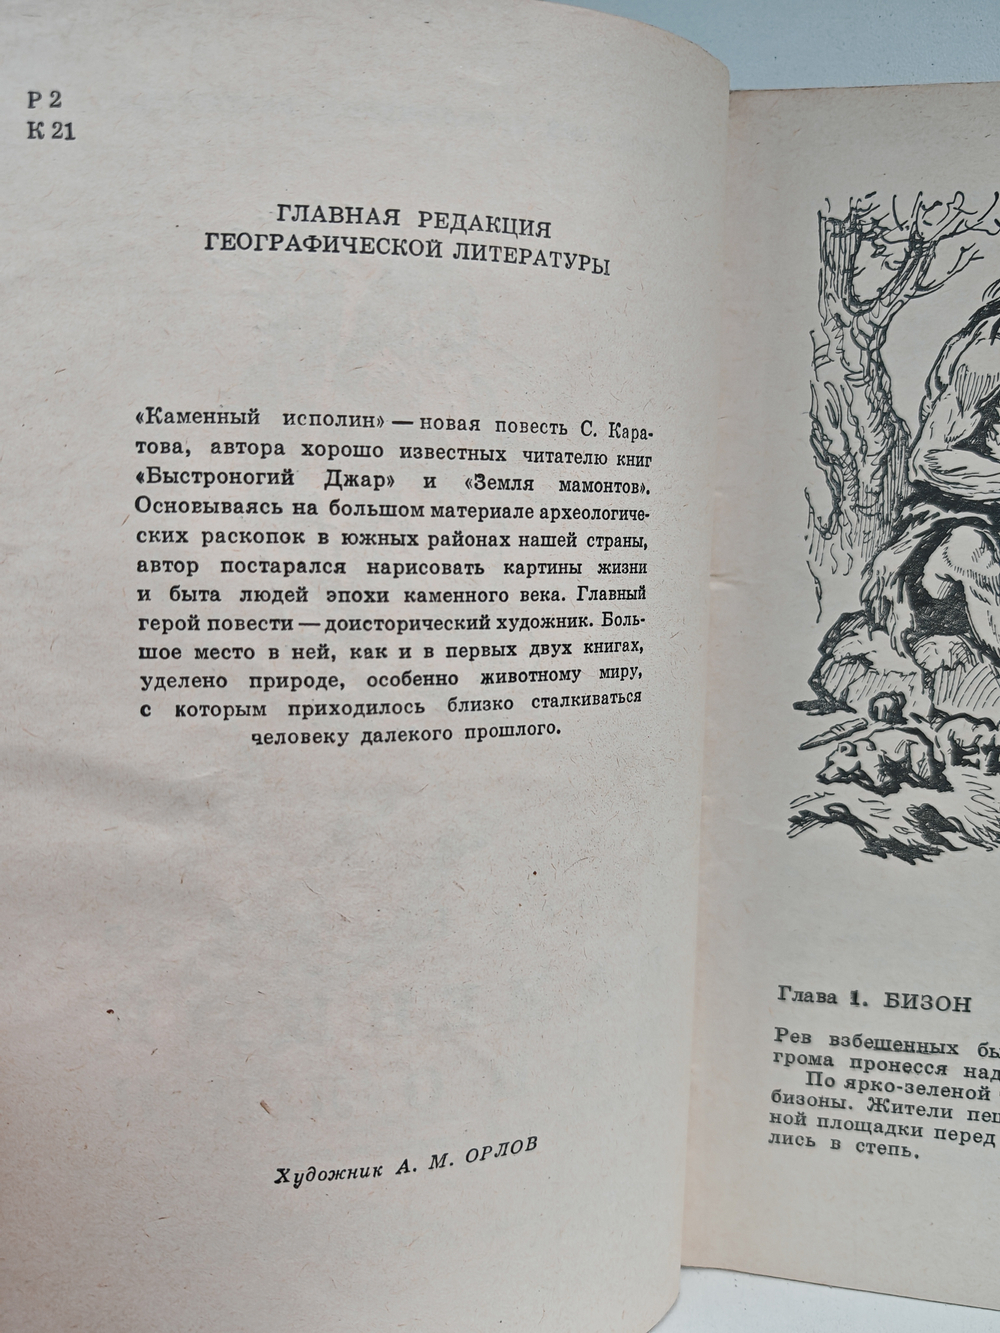 Р 2
К 21
ГЛАВНАЯ РЕДАКЦИЯ
ГЕОГРАФИЧЕСКОЙ ЛИТЕРАТУРЫ
«Каменный исполин» — новая повесть С. Кара-
това, автора хорошо известных читателю книг
«Быстроногий Джар» и «Земля мамонтов».
Основываясь на большом материале археологиче-
ских раскопок в южных районах нашей страны,
автор постарался нарисовать картины жизни
и быта людей эпохи каменного века. Главный
герой повести — доисторический художник. Боль-
шое место в ней, как и в первых двух книгах,
уделено природе, особенно животному миру,
с которым приходилось близко сталкиваться
человеку далекого прошлого.
Художник А. М. ОРЛОВ
Глава 1. БИЗОН
Рев взбешенных
грома пронесся над
По ярко-зеленой
бизоны. Жители
ной площадки перед
лись в степь.